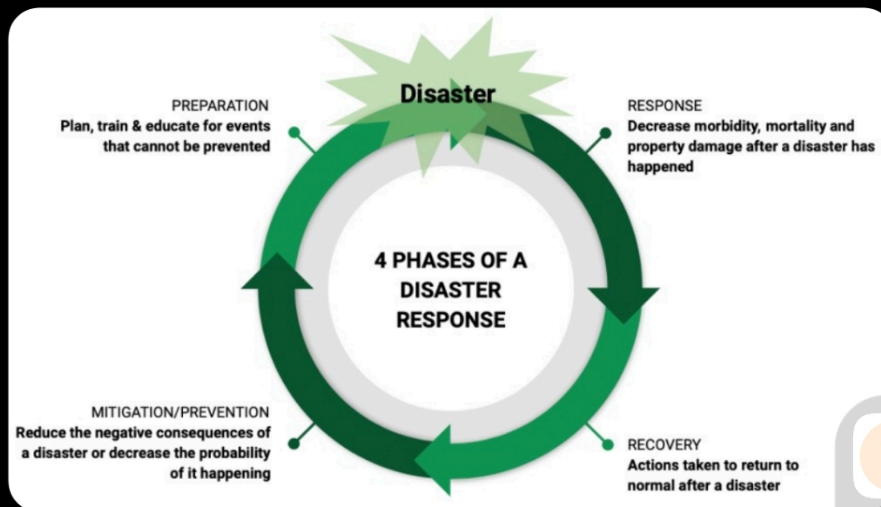 Disaster
PREPARATION
Plan, train & educate for events
that cannot be prevented
RESPONSE
Decrease morbidity, mortality and
property damage after a disaster has
happened
4 PHASES OF A
DISASTER
RESPONSE
MITIGATION/PREVENTION
Reduce the negative consequences of
a disaster or decrease the probability
of it happening
RECOVERY
Actions taken to return to
normal after a disaster